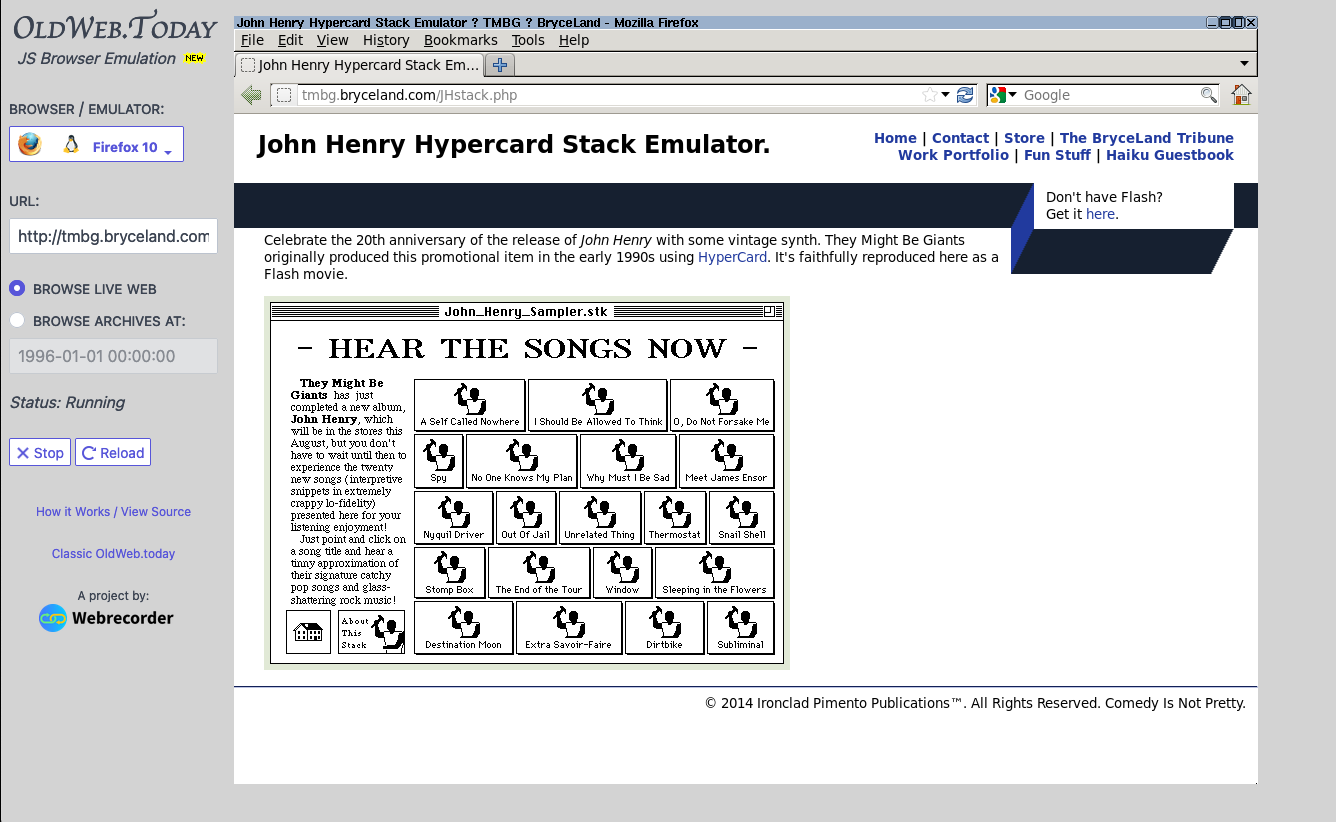 OldWeb.Today
JS Browser Emulation NEW
BROWSER / EMULATOR:
Firefox 10
URL:
http://tmbg.bryceland.com
BROWSE LIVE WEB
BROWSE ARCHIVES AT:
1996-01-01 00:00:00
Status: Running
Stop Reload
How it Works / View Source
Classic OldWeb.today
A project by:
Webrecorder
John Henry Hypercard Stack Emulator ? TMBG ? BryceLand - Mozilla Firefox
File Edit View History Bookmarks Tools Help
John Henry Hypercard Stack Em...
tmbg.bryceland.com/JHstack.php
Google
John Henry Hypercard Stack Emulator.
Home | Contact | Store | The BryceLand Tribune
Work Portfolio | Fun Stuff | Haiku Guestbook
Don't have Flash?
Get it here.
Celebrate the 20th anniversary of the release of John Henry with some vintage synth. They Might Be Giants
originally produced this promotional item in the early 1990s using HyperCard. It's faithfully reproduced here as a
Flash movie.
John_Henry_Sampler.stk
- HEAR THE SONGS NOW -
They Might Be
Giants has just
completed a new album,
John Henry, which
will be in the stores this
August, but you don't
have to wait until then to
experience the twenty
new songs (interpretive
snippets in extremely
crappy lo-fidelity)
presented here for your
listening enjoyment!
Just point and click on
a song title and hear a
tinny approximation of
their signature catchy
pop songs and glass-
shattering rock music!
About
This
Stack
A Self Called Nowhere I Should Be Allowed To Think O, Do Not Forsake Me
Spy No One Knows My Plan Why Must I Be Sad Meet James Ensor
Nyquil Driver Out Of Jail Unrelated Thing Thermostat Snail Shell
Stomp Box The End of the Tour Window Sleeping in the Flowers
Destination Moon Extra Savoir-Faire Dirtbike Subliminal
© 2014 Ironclad Pimento Publications™. All Rights Reserved. Comedy Is Not Pretty.